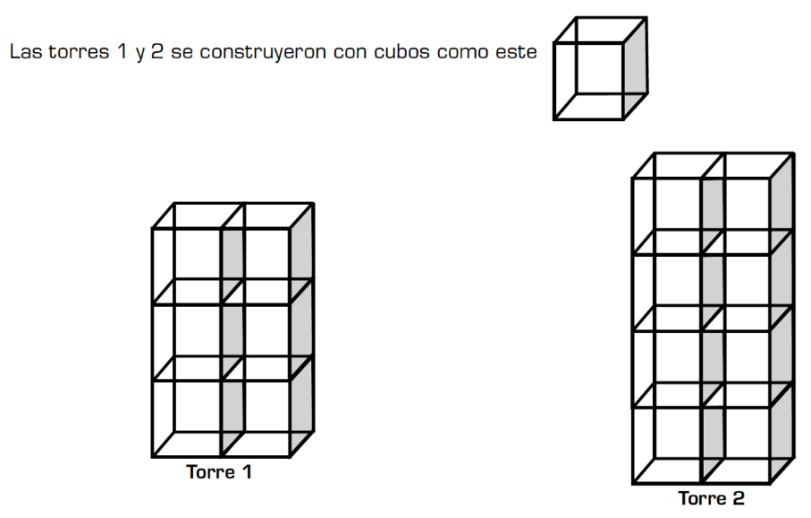 Las torres 1 y 2 se construyeron con cubos como este
Torre 1
Torre 2